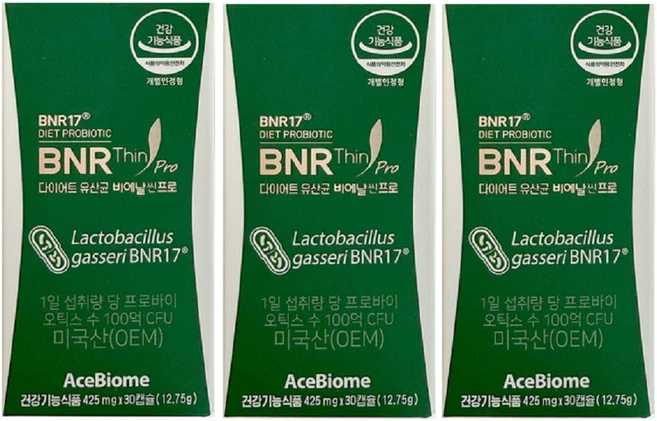 건강
기능식품
식품의약품안전처
개별인정형
BNR17®
DIET PROBIOTIC
BNR Thin Pro
다이어트 유산균 비에날씬프로
Lactobacillus
gasseri BNR17®
1일 섭취량 당 프로바이
오틱스 수 100억 CFU
미국산(OEM)
AceBiome
건강기능식품 425 mg x 30캡슐(12.75g)
건강
기능식품
식품의약품안전처
개별인정형
BNR17®
DIET PROBIOTIC
BNR Thin Pro
다이어트 유산균 비에날씬프로
Lactobacillus
gasseri BNR17®
1일 섭취량 당 프로바이
오틱스 수 100억 CFU
미국산(OEM)
AceBiome
건강기능식품 425 mg x 30캡슐(12.75g)
건강
기능식품
식품의약품안전처
개별인정형
BNR17®
DIET PROBIOTIC
BNR Thin Pro
다이어트 유산균 비에날씬프로
Lactobacillus
gasseri BNR17®
1일 섭취량 당 프로바이
오틱스 수 100억 CFU
미국산(OEM)
AceBiome
건강기능식품 425 mg x 30캡슐(12.75g)